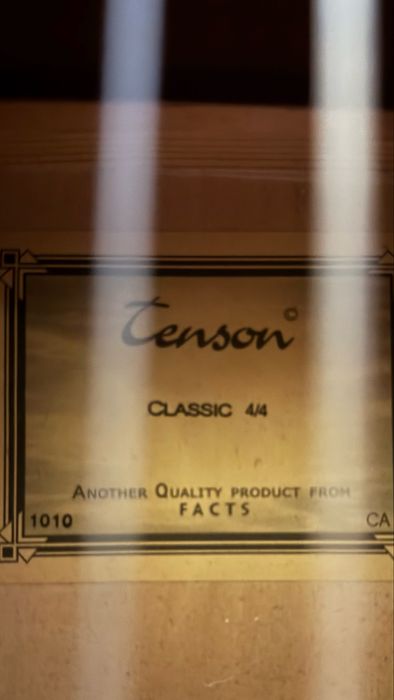 Tenson©
CLASSIC 4/4
ANOTHER QUALITY PRODUCT FROM
FACTS
1010 CA